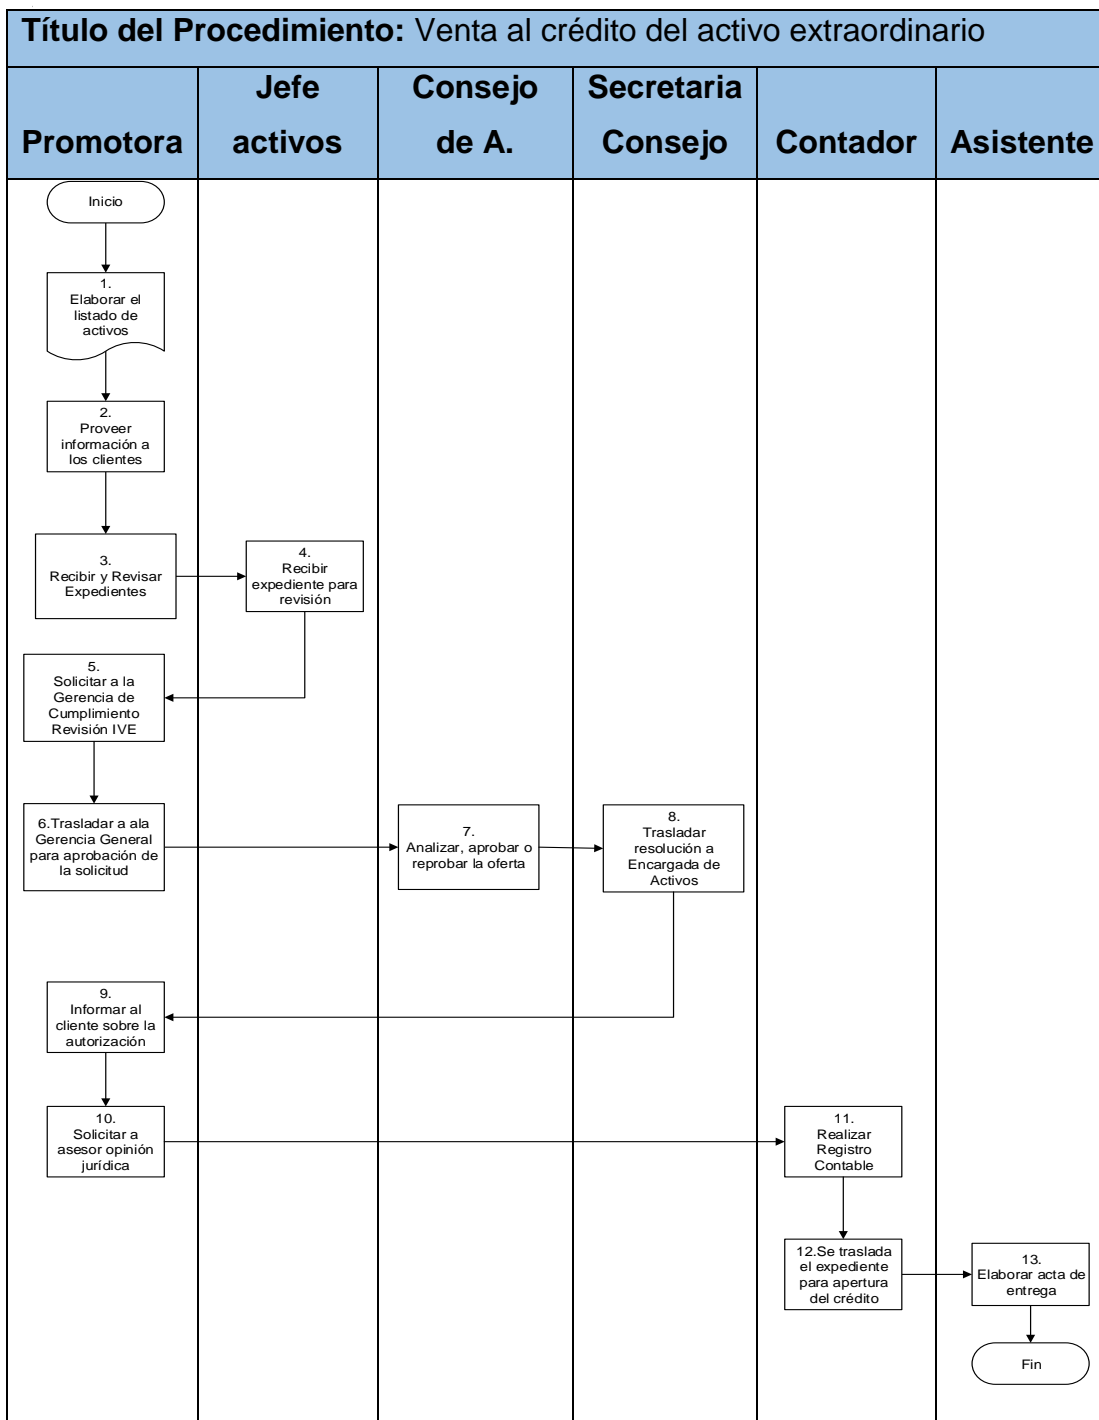 Título del Procedimiento: Venta al crédito del activo extraordinario
Promotora
Jefe
activos
Consejo
de A.
Secretaria
Consejo
Contador
Asistente
Inicio
1.
Elaborar el
listado de
activos
2.
Proveer
información a
los clientes
3.
Recibir y Revisar
Expedientes
4.
Recibir
expediente para
revisión
5.
Solicitar a la
Gerencia de
Cumplimiento
Revisión IVE
6.Trasladar a ala
Gerencia General
para aprobación de
la solicitud
7.
Analizar, aprobar o
reprobar la oferta
8.
Trasladar
resolución a
Encargada de
Activos
9.
Informar al
cliente sobre la
autorización
10.
Solicitar a
asesor opinión
jurídica
11.
Realizar
Registro
Contable
12.Se traslada
el expediente
para apertura
del crédito
13.
Elaborar acta de
entrega
Fin